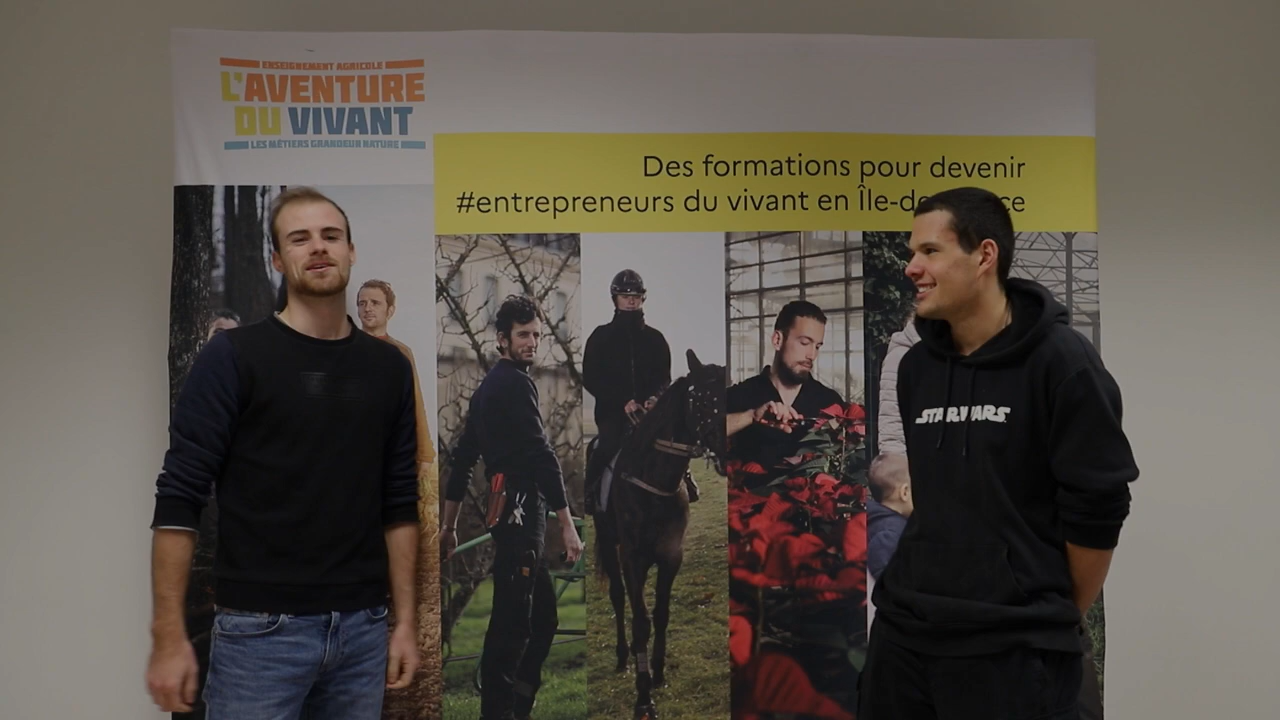 ENSEIGNEMENT AGRICOLE
L'AVENTURE
DU VIVANT
LES MÉTIERS GRANDEUR NATURE
Des formations pour devenir
#entrepreneurs du vivant en Île-de ce
STAR WARS